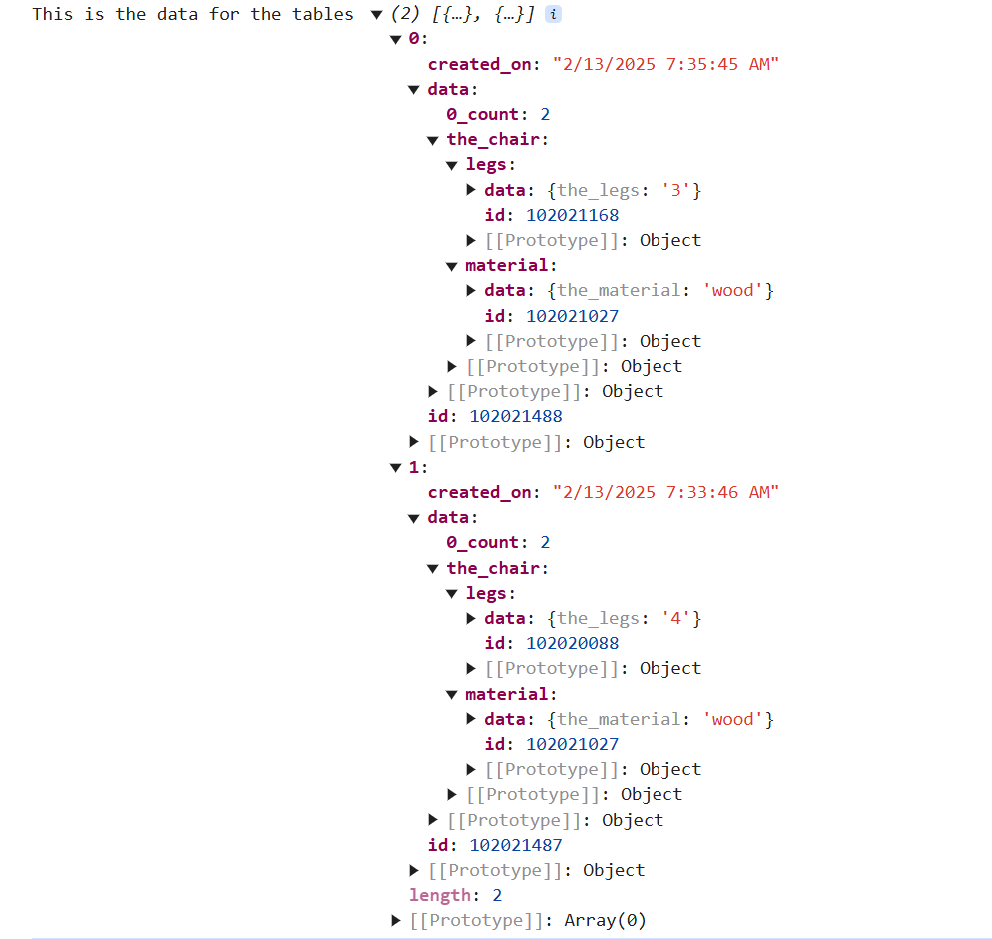 This is the data for the tables ▼ (2) [{…}, {…}] i
▼ 0:
created_on: "2/13/2025 7:35:45 AM"
▼ data:
0_count: 2
▼ the_chair:
▼ legs:
▶ data: {the_legs: '3'}
id: 102021168
▶ [[Prototype]]: Object
▼ material:
▶ data: {the_material: 'wood'}
id: 102021027
▶ [[Prototype]]: Object
▶ [[Prototype]]: Object
▶ [[Prototype]]: Object
id: 102021488
▶ [[Prototype]]: Object
▼ 1:
created_on: "2/13/2025 7:33:46 AM"
▼ data:
0_count: 2
▼ the_chair:
▼ legs:
▶ data: {the_legs: '4'}
id: 102020088
▶ [[Prototype]]: Object
▼ material:
▶ data: {the_material: 'wood'}
id: 102021027
▶ [[Prototype]]: Object
▶ [[Prototype]]: Object
▶ [[Prototype]]: Object
id: 102021487
▶ [[Prototype]]: Object
length: 2
▶ [[Prototype]]: Array(0)